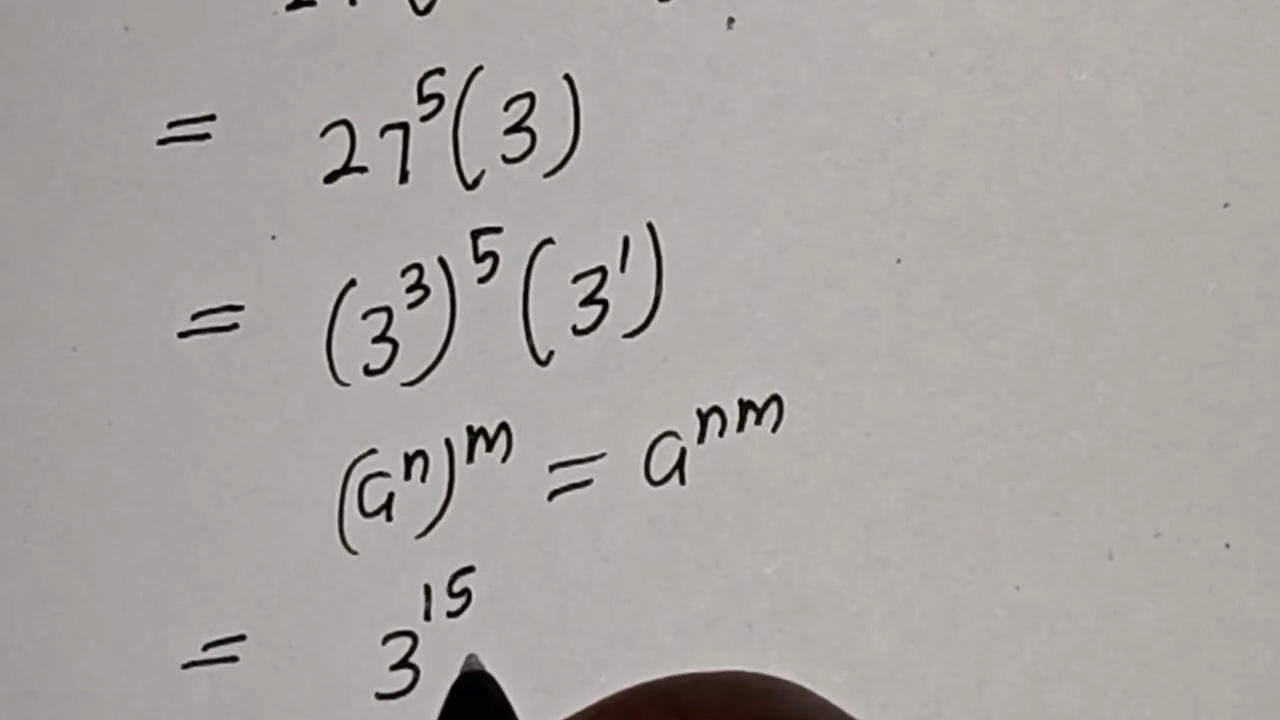 = 27⁵(3)
= (3³)⁵(3¹)
(aⁿ)ᵐ = aⁿᵐ
= 3¹⁵